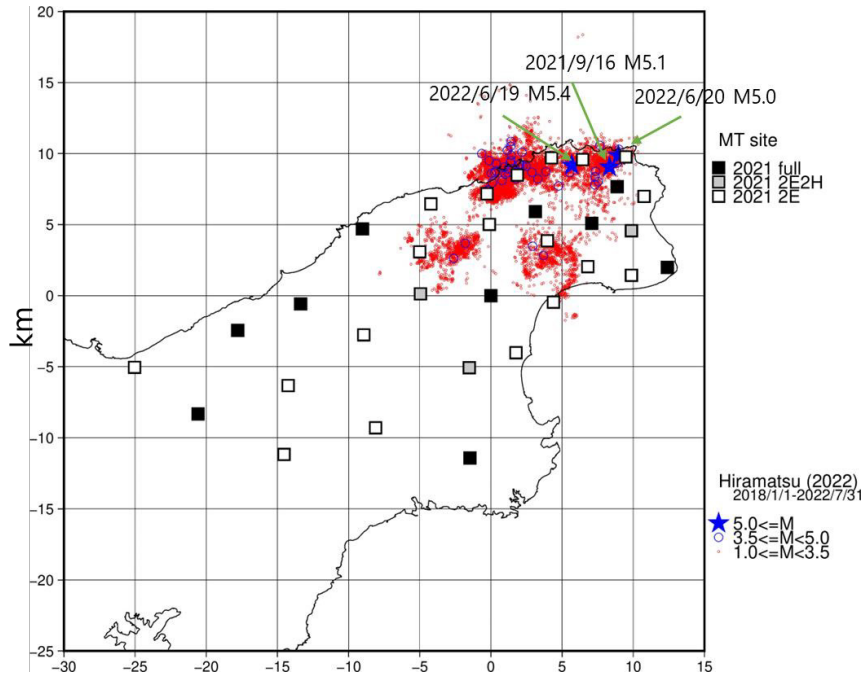 20
15
10
5
0
−5
−10
−15
−20
−25
km
−30
−25
−20
−15
−10
−5
0
5
10
15
2021/9/16 M5.1
2022/6/19 M5.4
2022/6/20 M5.0
MT site
2021 full
2021 2E2H
2021 2E
Hiramatsu (2022)
2018/1/1-2022/7/31
5.0<=M
3.5<=M<5.0
1.0<=M<3.5